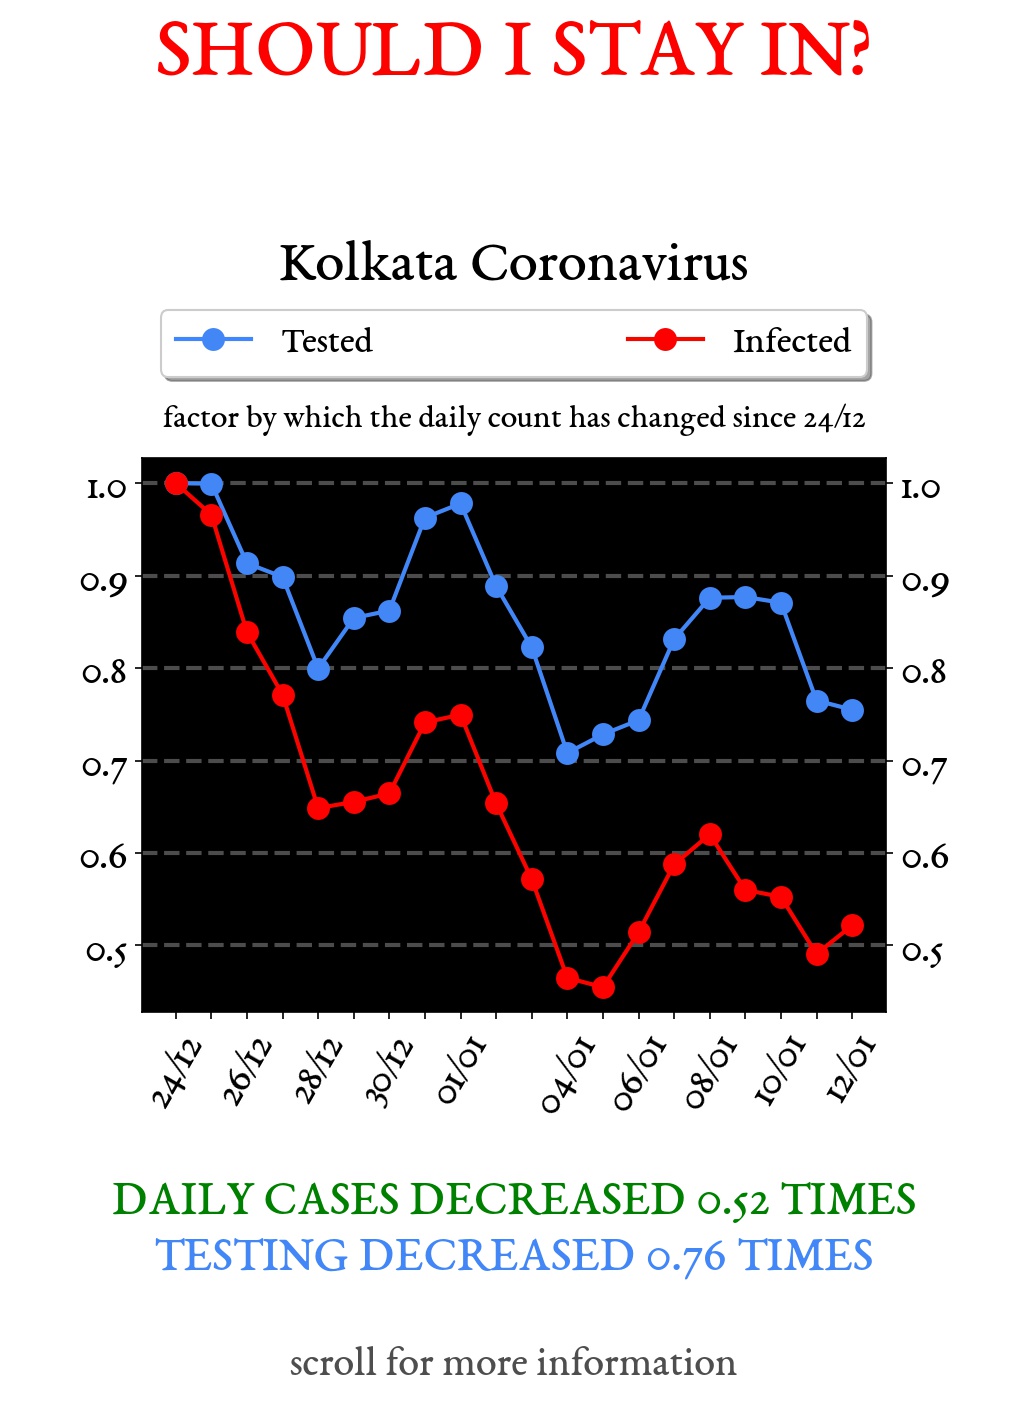 SHOULD I STAY IN?
Kolkata Coronavirus
Tested Infected
factor by which the daily count has changed since 24/12
1.0 1.0
0.9 0.9
0.8 0.8
0.7 0.7
0.6 0.6
0.5 0.5
24/12 26/12 28/12 30/12 01/01 04/01 06/01 08/01 10/01 12/01
DAILY CASES DECREASED 0.52 TIMES
TESTING DECREASED 0.76 TIMES
scroll for more information